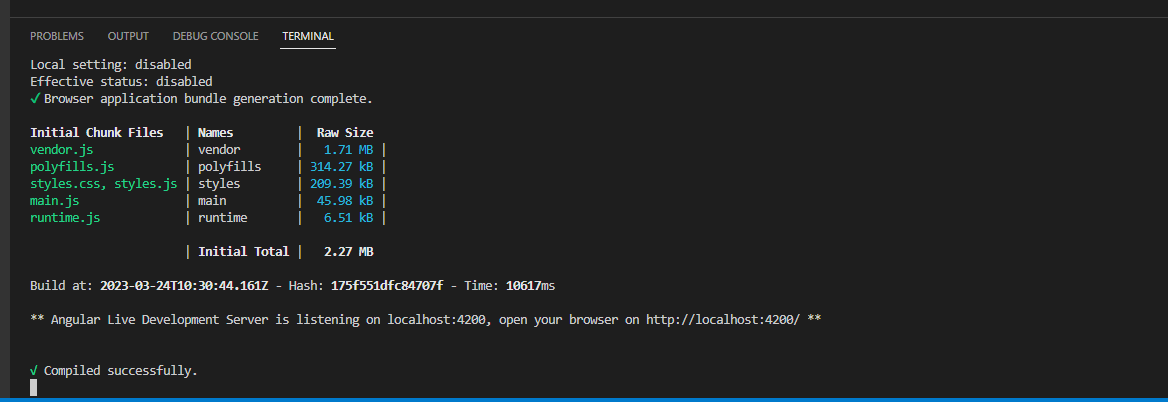 PROBLEMS OUTPUT DEBUG CONSOLE TERMINAL
Local setting: disabled
Effective status: disabled
√ Browser application bundle generation complete.
Initial Chunk Files | Names | Raw Size
vendor.js | vendor | 1.71 MB |
polyfills.js | polyfills | 314.27 kB |
styles.css, styles.js | styles | 209.39 kB |
main.js | main | 45.98 kB |
runtime.js | runtime | 6.51 kB |
| Initial Total | 2.27 MB
Build at: 2023-03-24T10:30:44.161Z - Hash: 175f551dfc84707f - Time: 10617ms
** Angular Live Development Server is listening on localhost:4200, open your browser on http://localhost:4200/ **
√ Compiled successfully.